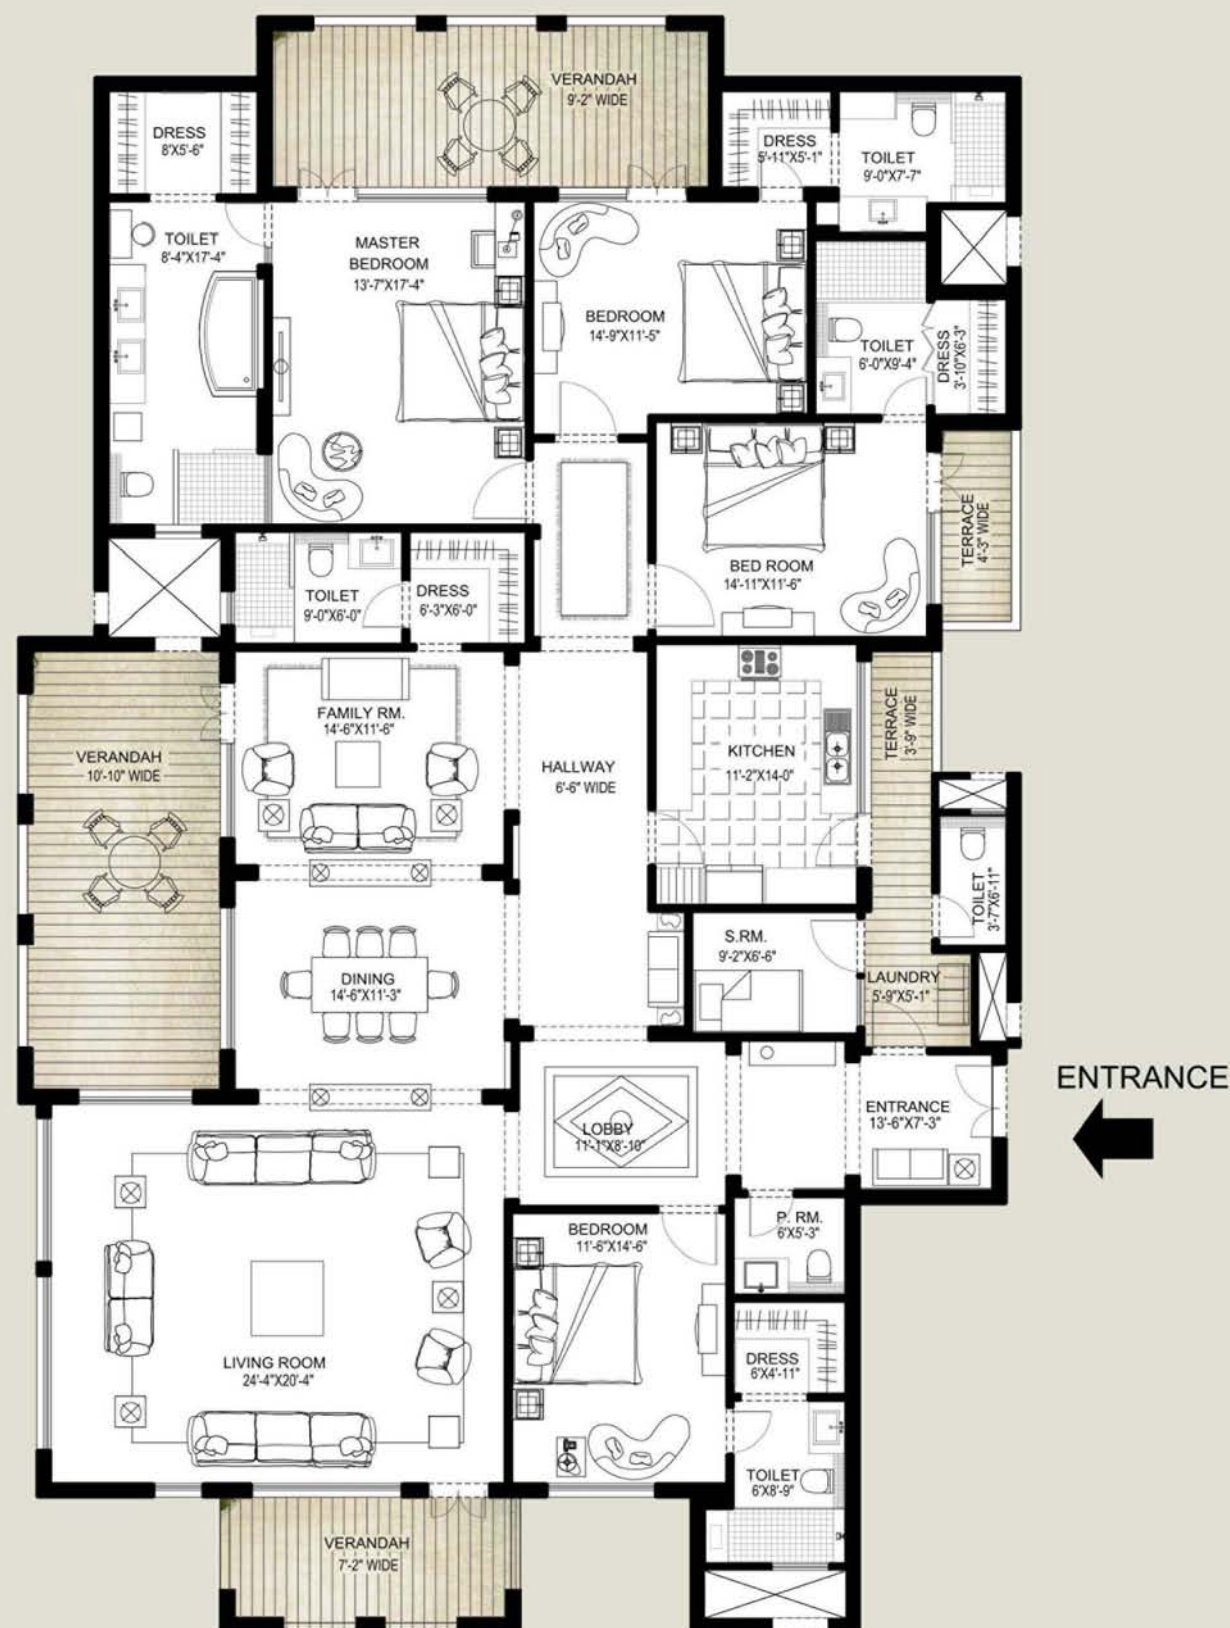 VERANDAH
9'-2" WIDE
DRESS
8'X5'-6"
DRESS
5'-11"X5'-1"
TOILET
9'-0"X7'-7"
TOILET
8'-4"X17'-4"
MASTER
BEDROOM
13'-7"X17'-4"
BEDROOM
14'-9"X11'-5"
TOILET
6'-0"X9'-4"
DRESS
3'-10"X6'-3"
TERRACE
4'-3" WIDE
BED ROOM
14'-11"X11'-6"
TOILET
9'-0"X6'-0"
DRESS
6'-3"X6'-0"
FAMILY RM.
14'-6"X11'-6"
VERANDAH
10'-10" WIDE
HALLWAY
6'-6" WIDE
KITCHEN
11'-2"X14-0"
TERRACE
3'-9" WIDE
TOILET
3'-7"X6'-11"
S.RM.
9'-2"X6'-6"
DINING
14'-6"X11'-3"
LAUNDRY
5'-9"X5'-1"
ENTRANCE
ENTRANCE
13'-6"X7'-3"
LOBBY
11'-1"X8'-10"
P. RM.
6'X5'-3"
BEDROOM
11'-6"X14'-6"
LIVING ROOM
24'-4"X20'-4"
DRESS
6'X4'-11"
TOILET
6'X8'-9"
VERANDAH
7'-2" WIDE